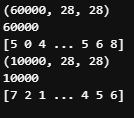 (60000, 28, 28)
60000
[5 0 4 ... 5 6 8]
(10000, 28, 28)
10000
[7 2 1 ... 4 5 6]